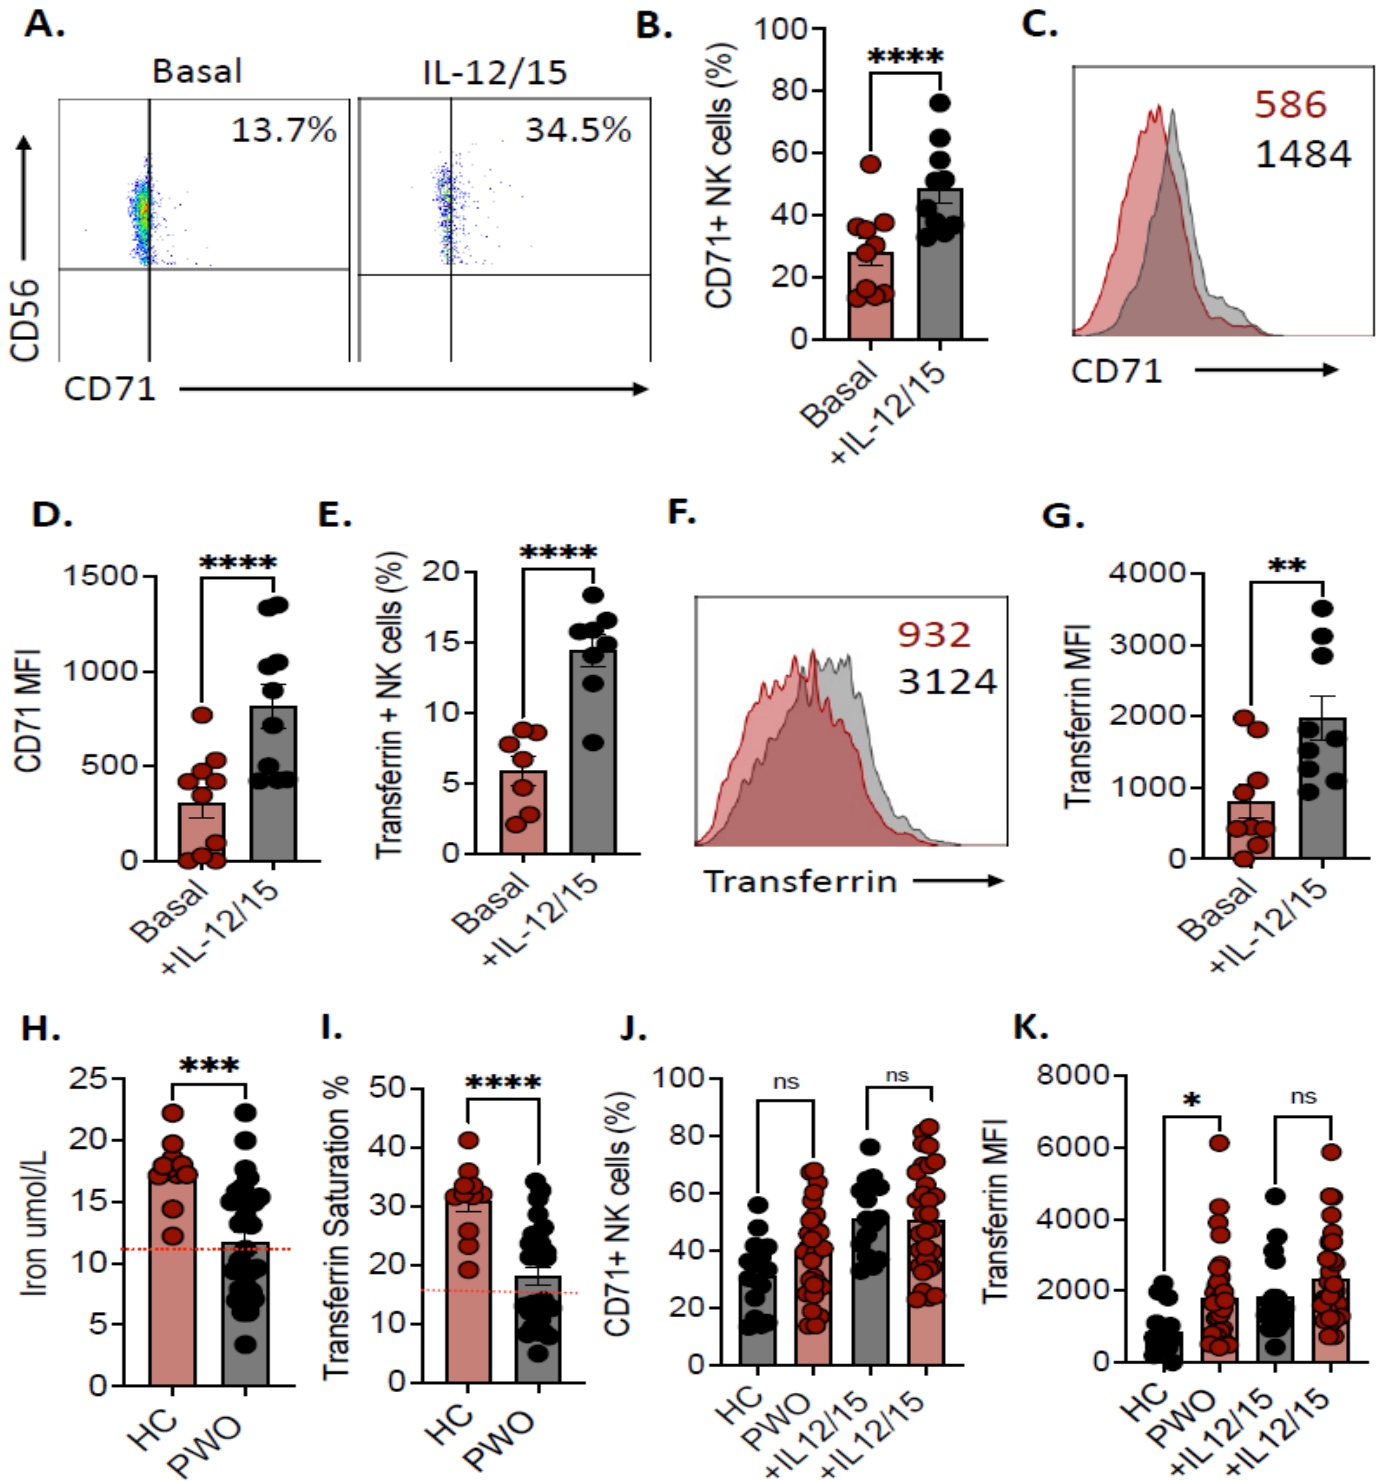 A.
Basal
IL-12/15
13.7%
34.5%
CD56
CD71
B.
CD71+ NK cells (%)
100
80
60
40
20
0
****
Basal
+IL-12/15
C.
586
1484
CD71
D.
CD71 MFI
1500
1000
500
0
****
Basal
+IL-12/15
E.
Transferrin + NK cells (%)
20
15
10
5
0
****
Basal
+IL-12/15
F.
932
3124
Transferrin
G.
Transferrin MFI
4000
3000
2000
1000
0
**
Basal
+IL-12/15
H.
Iron umol/L
25
20
15
10
5
0
***
HC
PWO
I.
Transferrin Saturation %
50
40
30
20
10
0
****
HC
PWO
J.
CD71+ NK cells (%)
100
80
60
40
20
0
ns
ns
HC
PWO
+IL12/15
+IL12/15
K.
Transferrin MFI
8000
6000
4000
2000
0
*
ns
HC
PWO
+IL12/15
+IL12/15